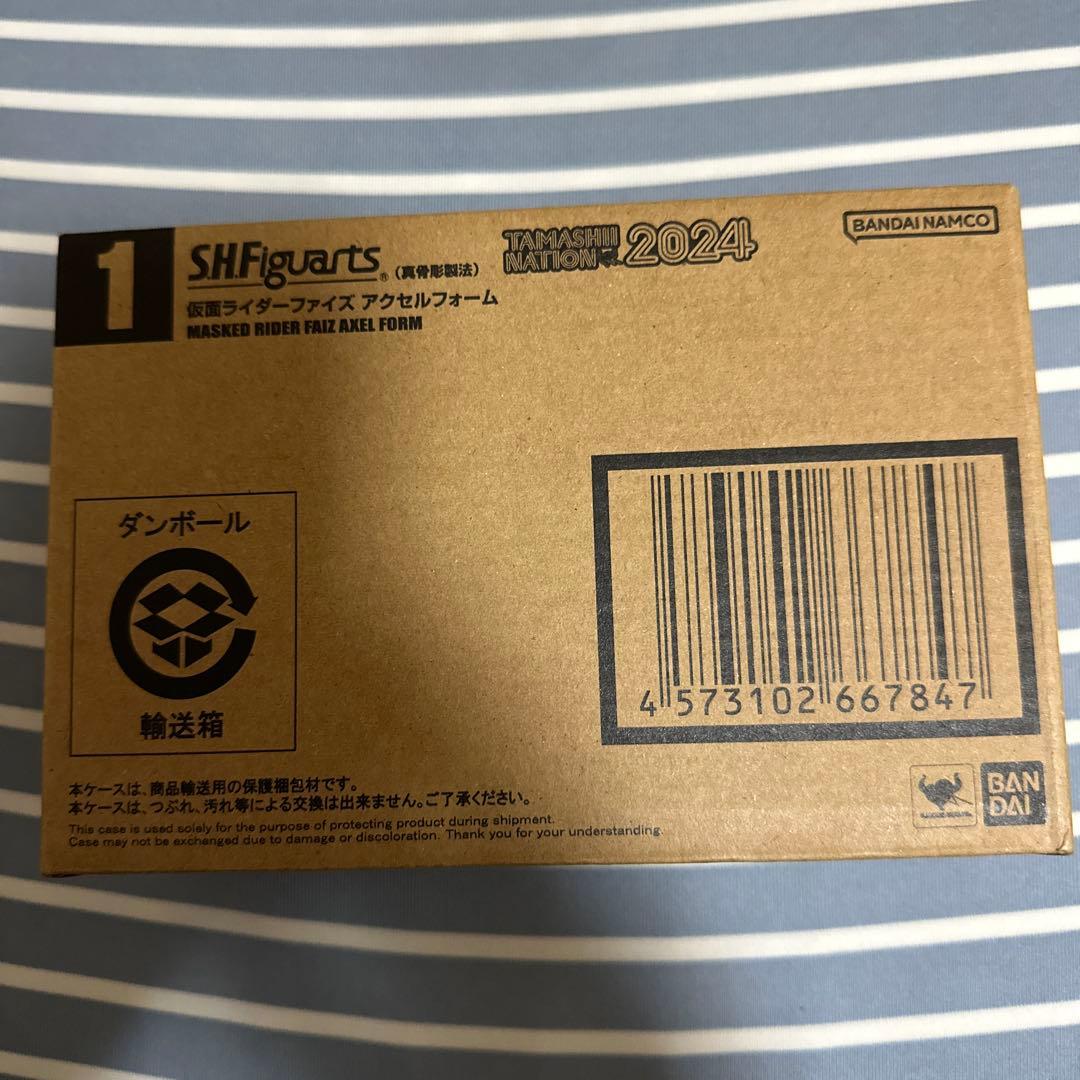 1
S.H.Figuarts® (真骨彫製法)
TAMASHII NATION 2024
BANDAI NAMCO
仮面ライダーファイズ アクセルフォーム
MASKED RIDER FAIZ AXEL FORM
ダンボール
輸送箱
4 573102 667847
本ケースは、商品輸送用の保護梱包材です。
本ケースは、つぶれ、汚れ等による交換は出来ません。ご了承ください。
This case is used solely for the purpose of protecting product during shipment.
Case may not be exchanged due to damage or discoloration. Thank you for your understanding.
BAN
DAI